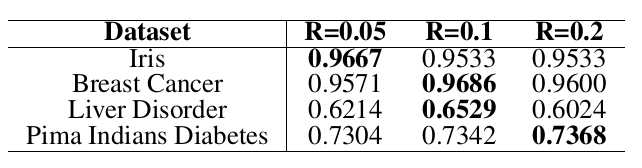 Dataset R=0.05 R=0.1 R=0.2
Iris 0.9667 0.9533 0.9533
Breast Cancer 0.9571 0.9686 0.9600
Liver Disorder 0.6214 0.6529 0.6024
Pima Indians Diabetes 0.7304 0.7342 0.7368